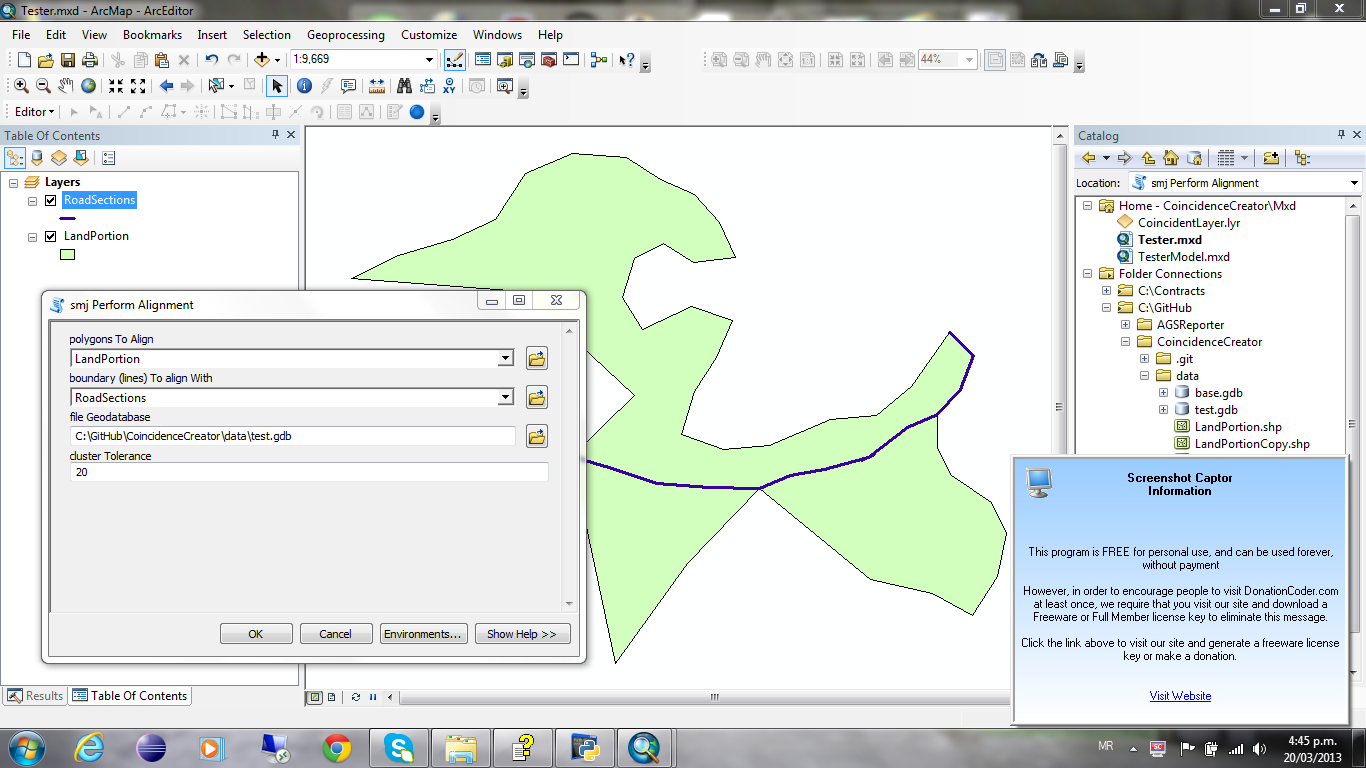 Tester.mxd - ArcMap - ArcEditor
File Edit View Bookmarks Insert Selection Geoprocessing Customize Windows Help
1:9,669
44%
Editor
Table Of Contents
Layers
RoadSections
LandPortion
smj Perform Alignment
polygons To Align
LandPortion
boundary (lines) To align With
RoadSections
file Geodatabase
C:\GitHub\CoincidenceCreator\data\test.gdb
cluster Tolerance
20
OK Cancel Environments... Show Help >>
Results Table Of Contents
Catalog
Location: smj Perform Alignment
Home - CoincidenceCreator\Mxd
CoincidentLayer.lyr
Tester.mxd
TesterModel.mxd
Folder Connections
C:\Contracts
C:\GitHub
AGSReporter
CoincidenceCreator
.git
data
base.gdb
test.gdb
LandPortion.shp
LandPortionCopy.shp
Screenshot Captor
Information
This program is FREE for personal use, and can be used forever,
without payment
However, in order to encourage people to visit DonationCoder.com
at least once, we require that you visit our site and download a
Freeware or Full Member license key to eliminate this message.
Click the link above to visit our site and generate a freeware license
key or make a donation.
Visit Website
MR
4:45 p.m.
20/03/2013